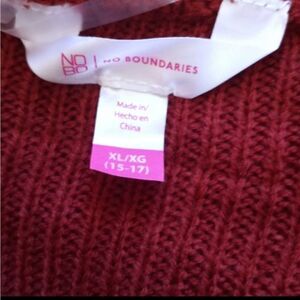 NO BO | NO BOUNDARIES
Made in/
Hecho en
China
XL/XG
(15-17)